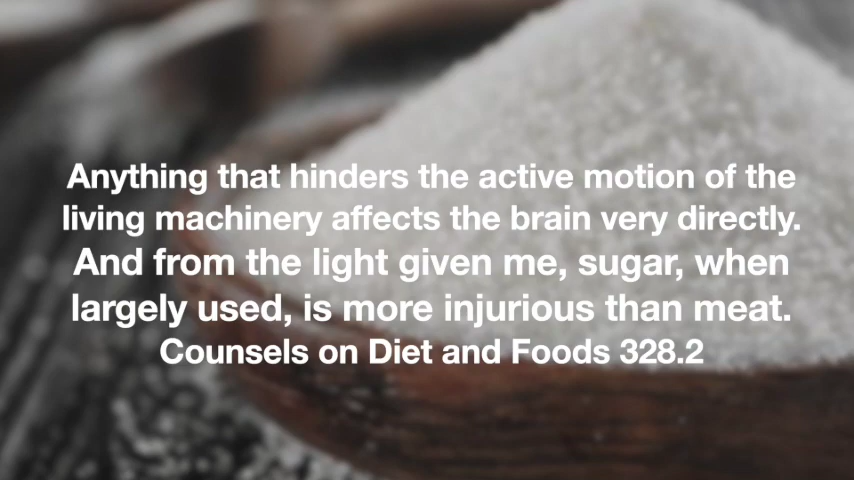 Anything that hinders the active motion of the
living machinery affects the brain very directly.
And from the light given me, sugar, when
largely used, is more injurious than meat.
Counsels on Diet and Foods 328.2